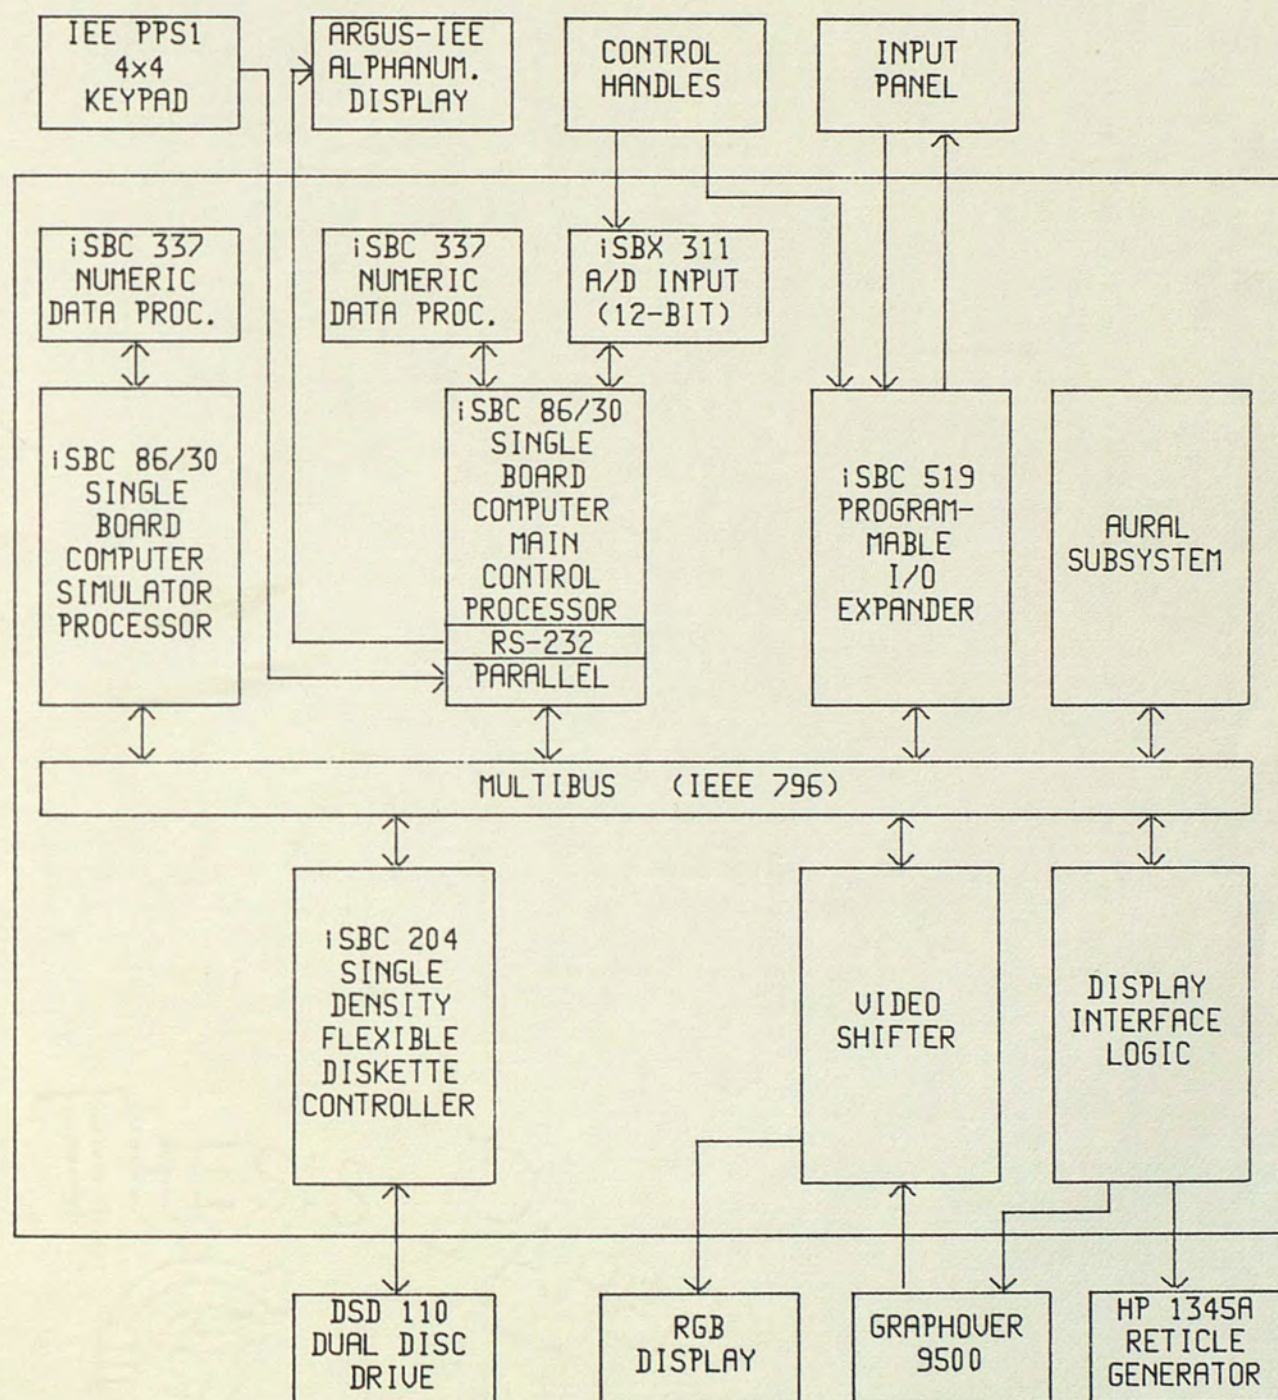 IEE PPS1
4x4
KEYPAD
ARGUS-IEE
ALPHANUM.
DISPLAY
CONTROL
HANDLES
INPUT
PANEL
iSBC 337
NUMERIC
DATA PROC.
iSBC 337
NUMERIC
DATA PROC.
iSBX 311
A/D INPUT
(12-BIT)
iSBC 86/30
SINGLE
BOARD
COMPUTER
SIMULATOR
PROCESSOR
iSBC 86/30
SINGLE
BOARD
COMPUTER
MAIN
CONTROL
PROCESSOR
RS-232
PARALLEL
iSBC 519
PROGRAM-
MABLE
I/O
EXPANDER
AURAL
SUBSYSTEM
MULTIBUS (IEEE 796)
iSBC 204
SINGLE
DENSITY
FLEXIBLE
DISKETTE
CONTROLLER
VIDEO
SHIFTER
DISPLAY
INTERFACE
LOGIC
DSD 110
DUAL DISC
DRIVE
RGB
DISPLAY
GRAPHOVER
9500
HP 1345A
RETICLE
GENERATOR